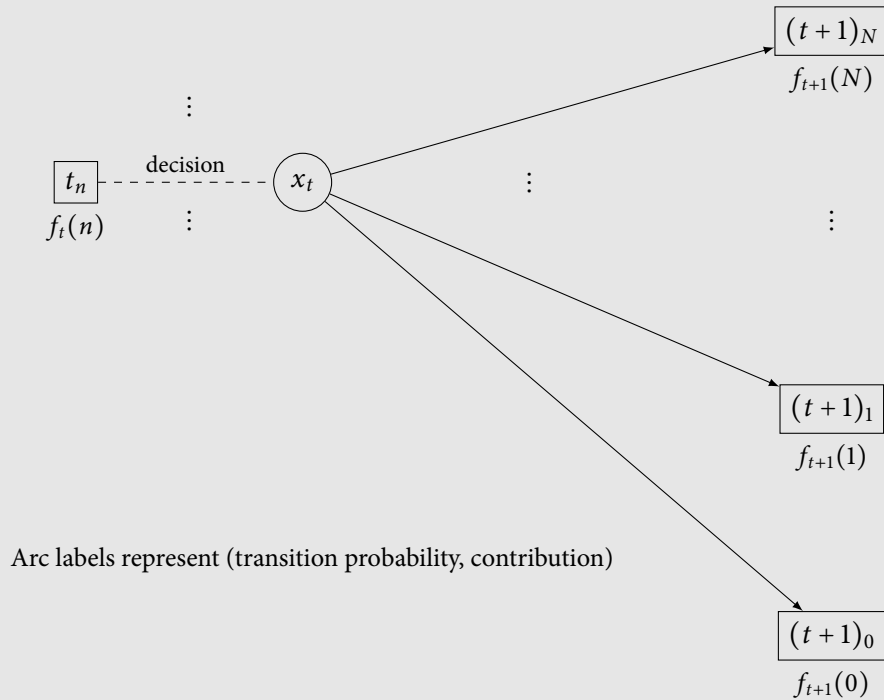 (t + 1)_N
f_{t+1}(N)
⋮
decision
t_n
x_t
⋮
f_t(n)
⋮
⋮
(t + 1)_1
f_{t+1}(1)
Arc labels represent (transition probability, contribution)
(t + 1)_0
f_{t+1}(0)